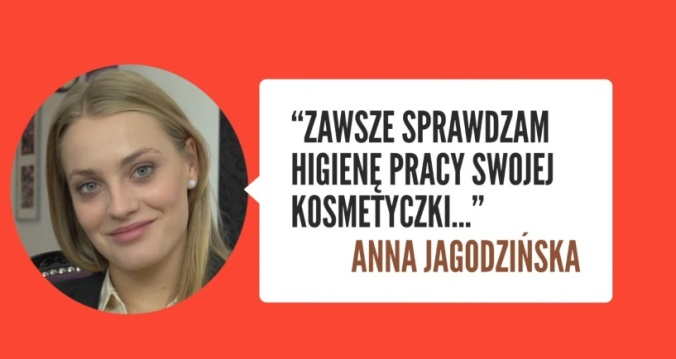 “ZAWSZE SPRAWDZAM
HIGIENĘ PRACY SWOJEJ
KOSMETYCZKI...”
ANNA JAGODZIŃSKA